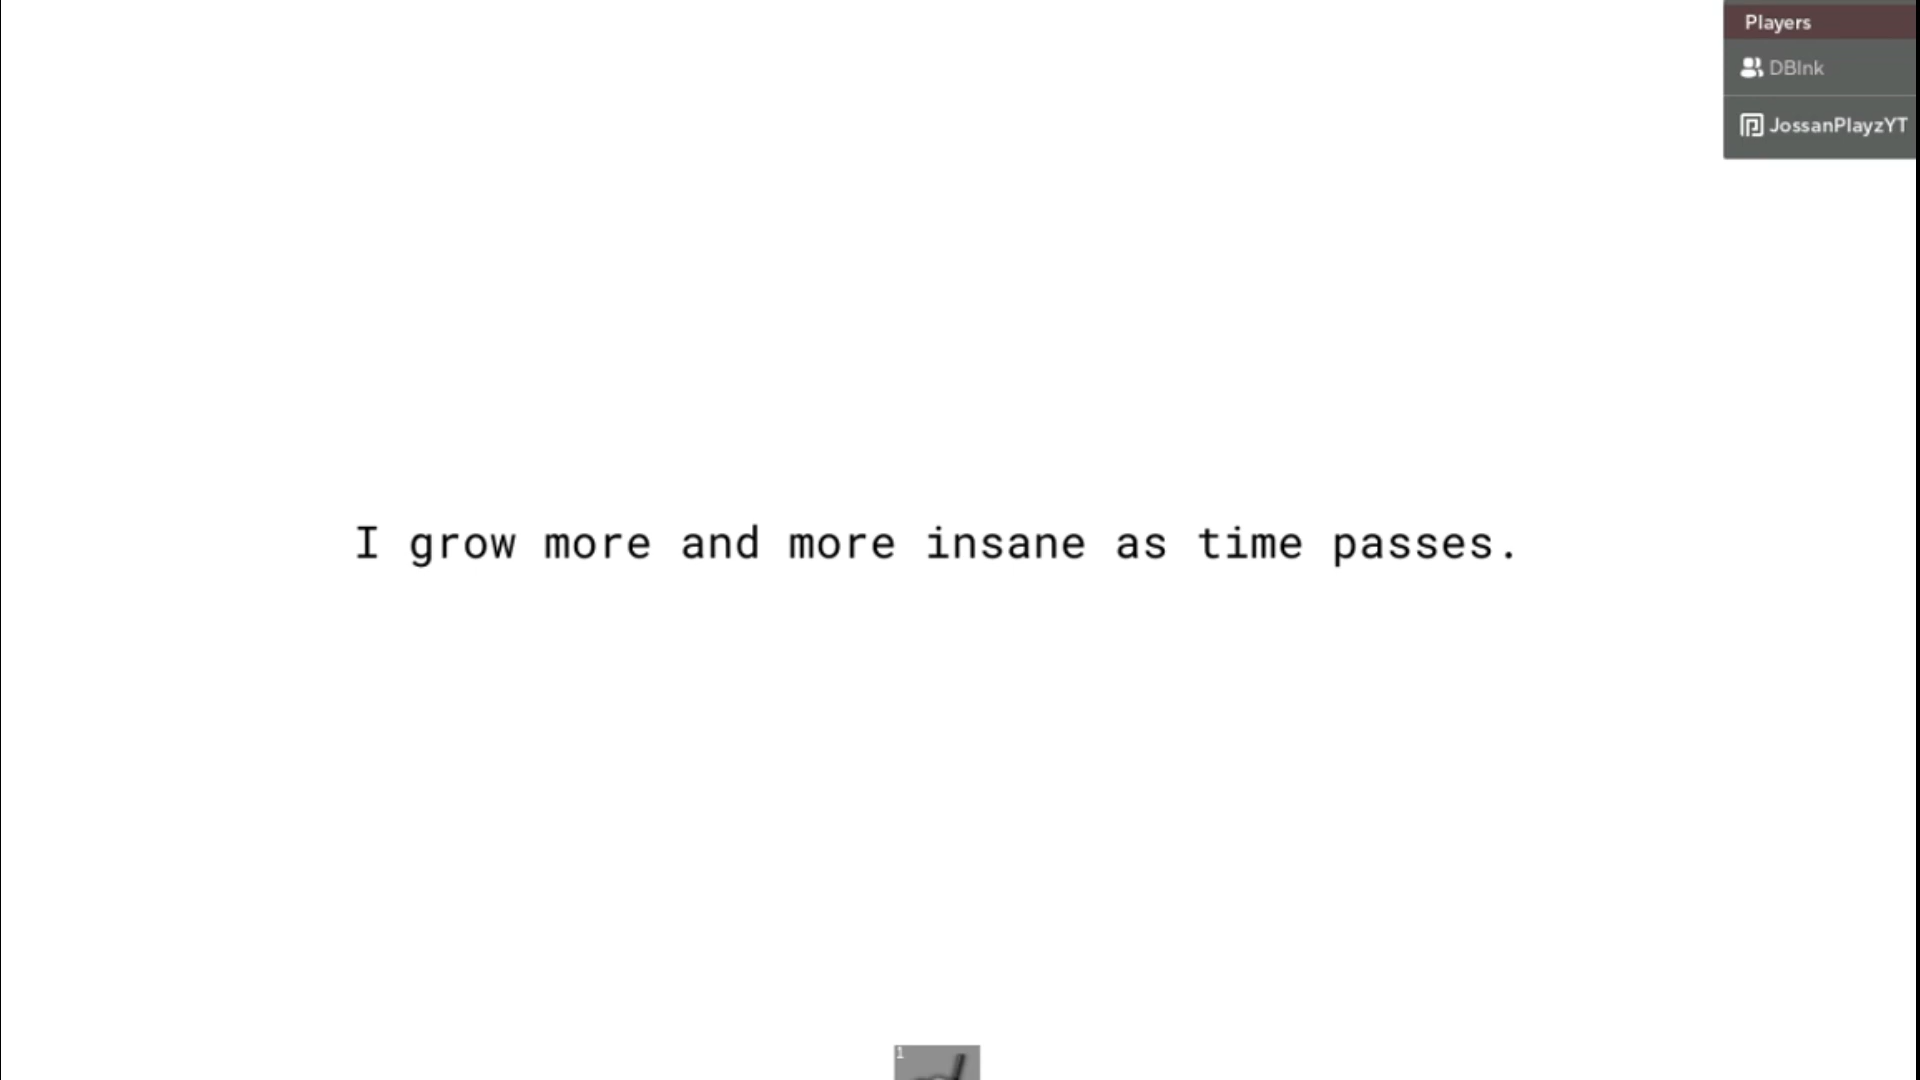 Players
DBInk
JossanPlayzYT
I grow more and more insane as time passes.
1